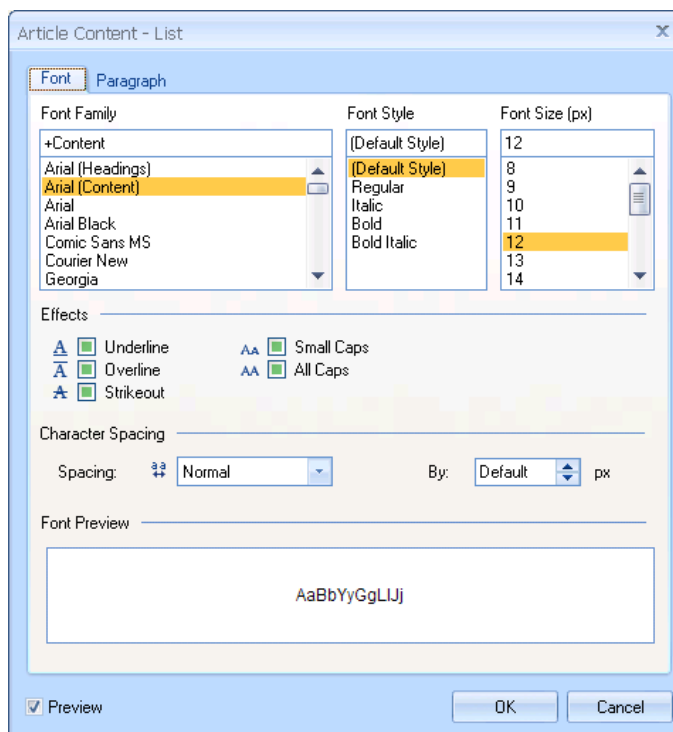 Article Content - List
Font Paragraph
Font Family Font Style Font Size (px)
+Content (Default Style) 12
Arial (Headings) (Default Style) 8
Arial (Content) Regular 9
Arial Italic 10
Arial Black Bold 11
Comic Sans MS Bold Italic 12
Courier New 13
Georgia 14
Effects
A Underline AA Small Caps
A Overline AA All Caps
A Strikeout
Character Spacing
Spacing: aa Normal By: Default px
Font Preview
AaBbYyGgLlJj
Preview OK Cancel